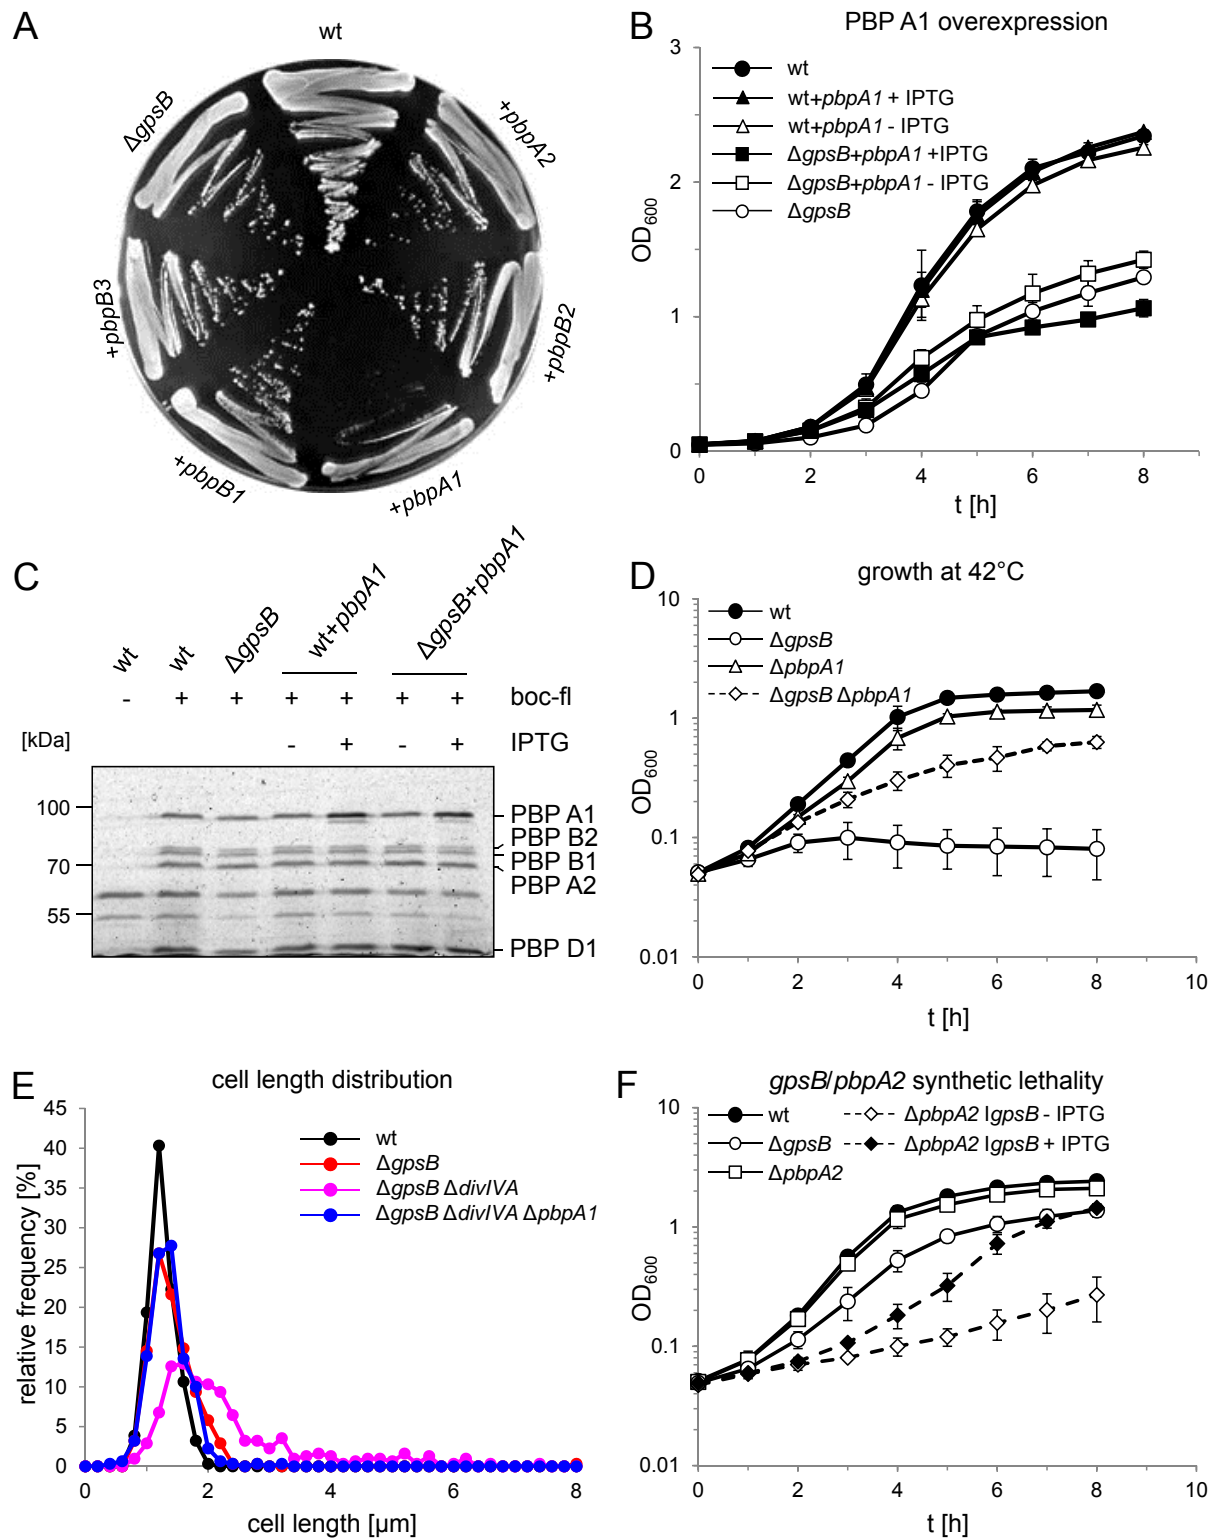 A
wt
ΔgpsB
+pbpA2
+pbpB3
+pbpB2
+pbpB1
+pbpA1
B
PBP A1 overexpression
wt
wt+pbpA1 + IPTG
wt+pbpA1 - IPTG
ΔgpsB+pbpA1 +IPTG
ΔgpsB+pbpA1 - IPTG
ΔgpsB
OD600
3
2
1
0
0 2 4 6 8
t [h]
C
wt wt ΔgpsB wt+pbpA1 ΔgpsB+pbpA1
- + + + + + + boc-fl
- + - + IPTG
[kDa]
100
70
55
PBP A1
PBP B2
PBP B1
PBP A2
PBP D1
D
growth at 42°C
wt
ΔgpsB
ΔpbpA1
ΔgpsB ΔpbpA1
OD600
10
1
0.1
0.01
0 2 4 6 8 10
t [h]
E
cell length distribution
wt
ΔgpsB
ΔgpsB ΔdivIVA
ΔgpsB ΔdivIVA ΔpbpA1
relative frequency [%]
45
40
35
30
25
20
15
10
5
0
0 2 4 6 8
cell length [µm]
F
gpsB/pbpA2 synthetic lethality
wt
ΔgpsB
ΔpbpA2
ΔpbpA2 IgpsB - IPTG
ΔpbpA2 IgpsB + IPTG
OD600
10
1
0.1
0.01
0 2 4 6 8 10
t [h]